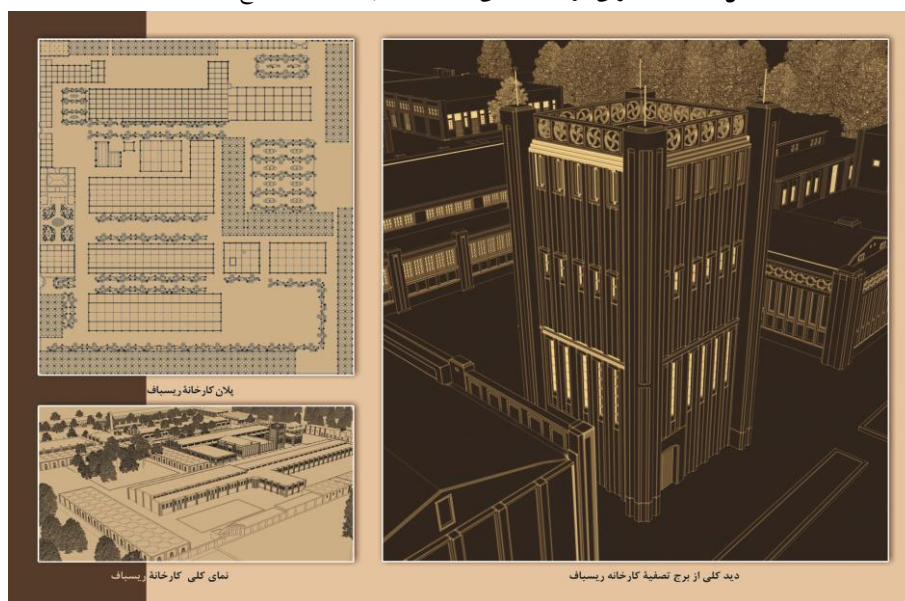 پلان کارخانهٔ ریسباف
نمای کلی کارخانهٔ ریسباف
دید کلی از برج تصفیهٔ کارخانه ریسباف